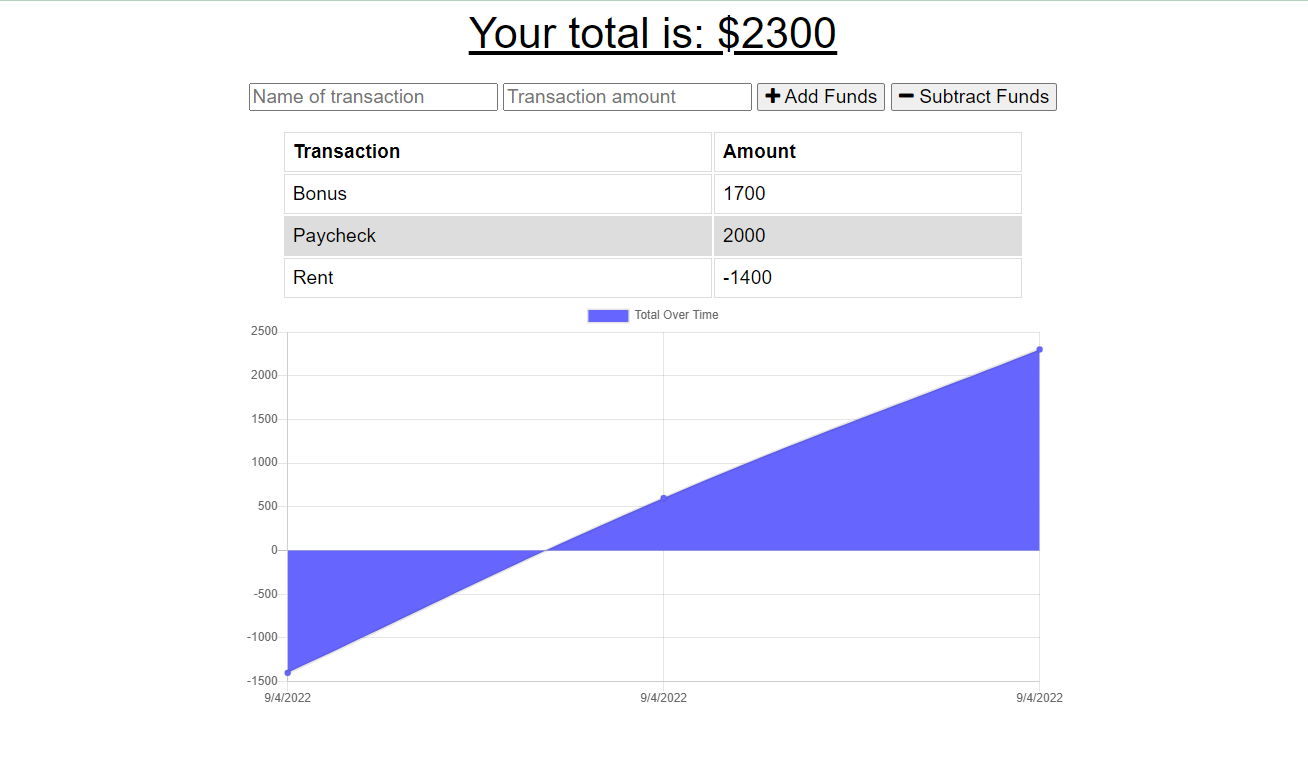 Your total is: $2300
Name of transaction Transaction amount + Add Funds − Subtract Funds
Transaction Amount
Bonus 1700
Paycheck 2000
Rent -1400
Total Over Time
2500
2000
1500
1000
500
0
-500
-1000
-1500
9/4/2022 9/4/2022 9/4/2022